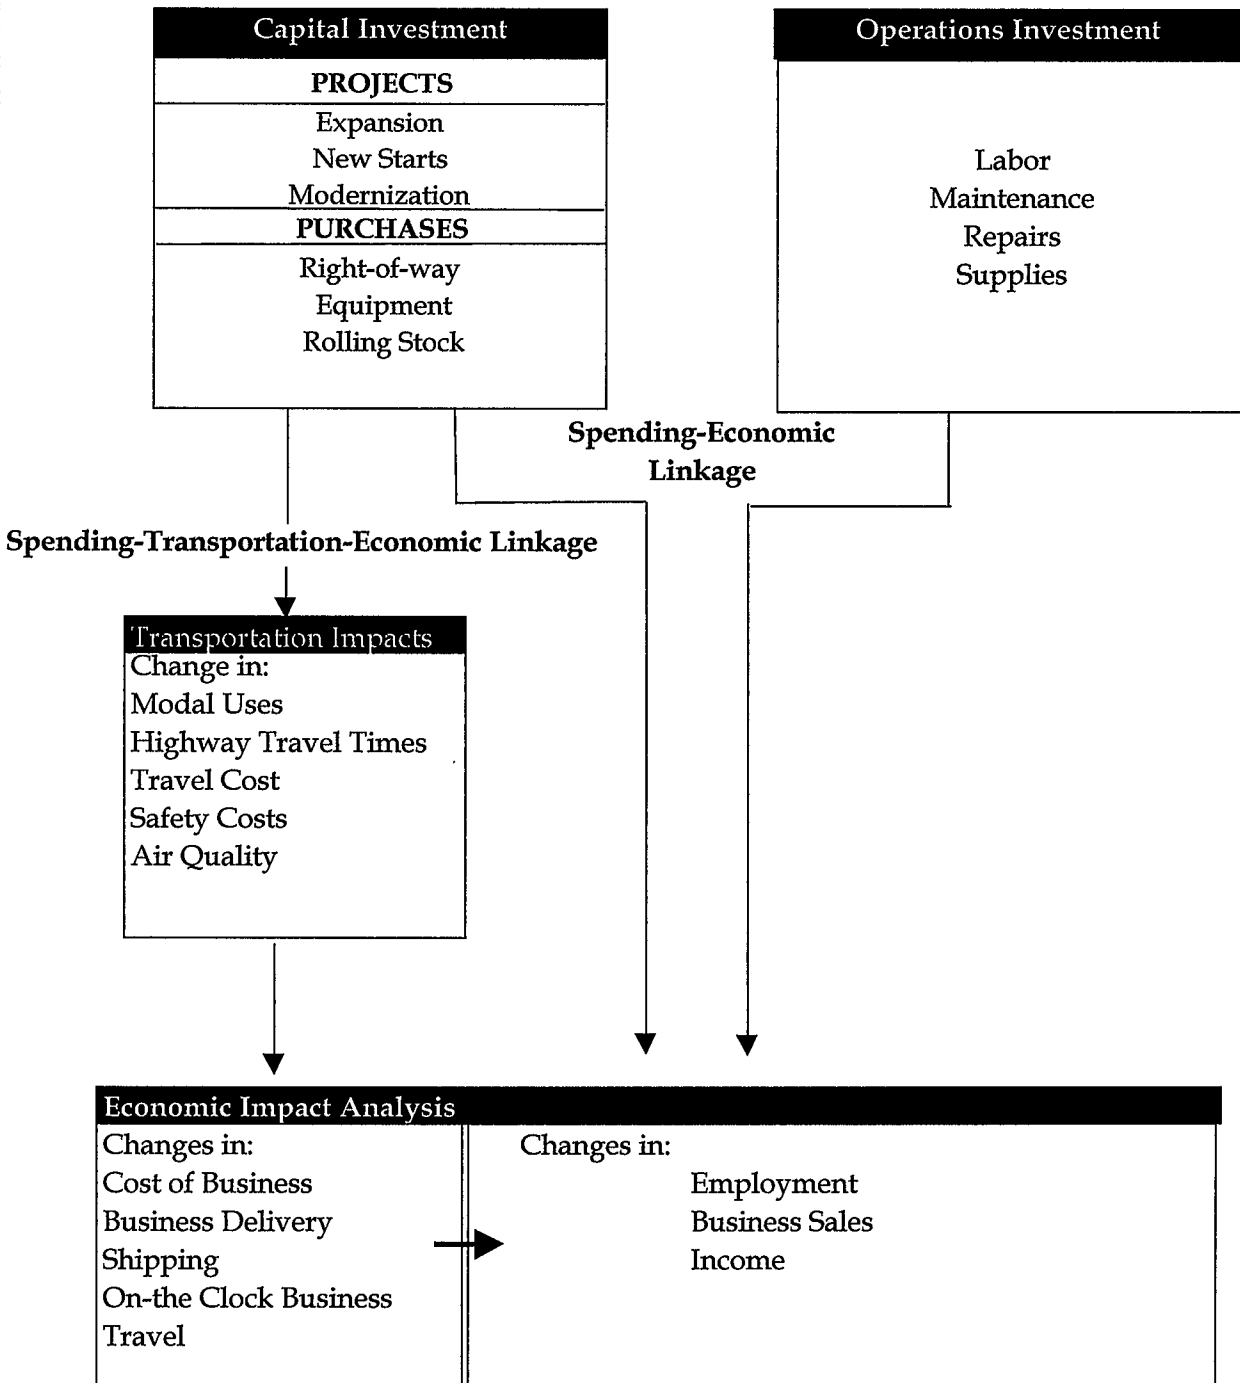 Capital Investment
PROJECTS
Expansion
New Starts
Modernization
PURCHASES
Right-of-way
Equipment
Rolling Stock
Operations Investment
Labor
Maintenance
Repairs
Supplies
Spending-Economic
Linkage
Spending-Transportation-Economic Linkage
Transportation Impacts
Change in:
Modal Uses
Highway Travel Times
Travel Cost
Safety Costs
Air Quality
Economic Impact Analysis
Changes in:
Cost of Business
Business Delivery
Shipping
On-the Clock Business
Travel
Changes in:
Employment
Business Sales
Income